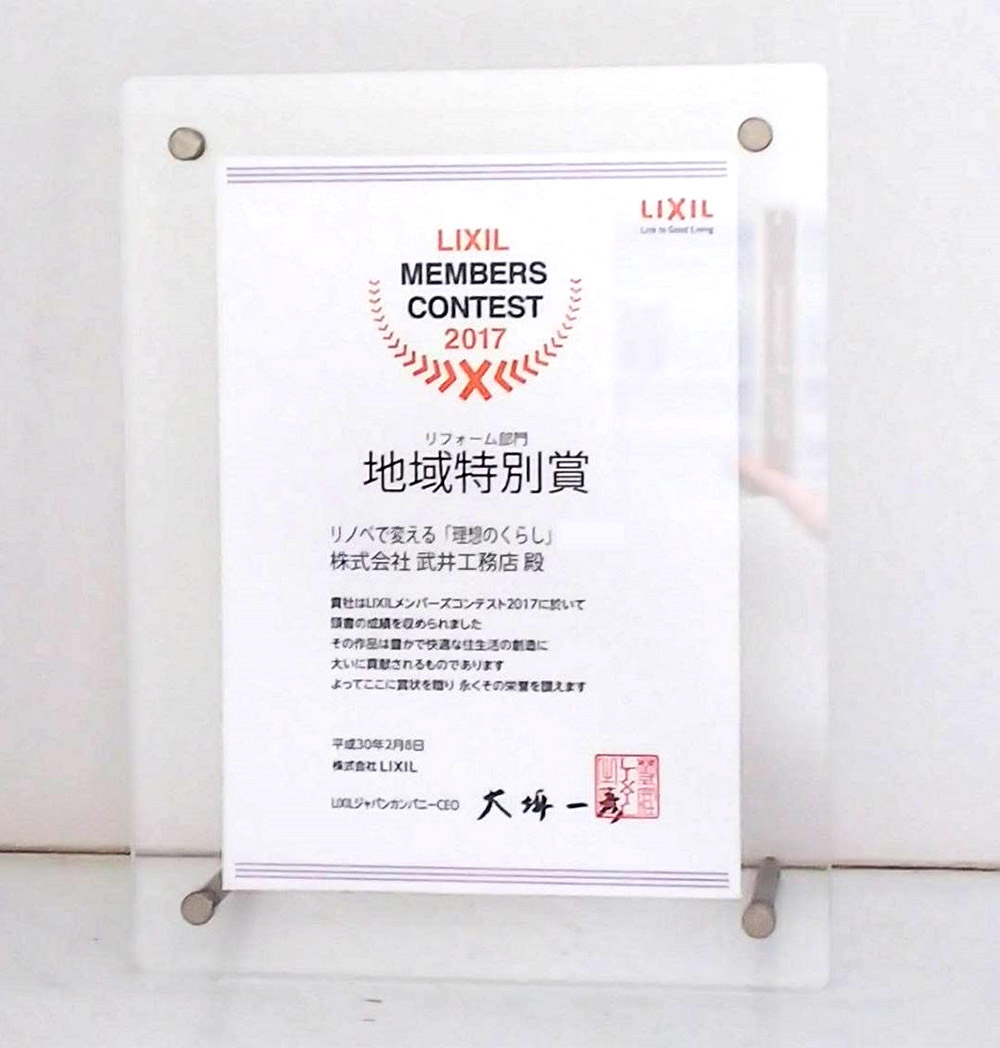 LIXIL
Link to Good Living
LIXIL
MEMBERS
CONTEST
2017
リフォーム部門
地域特別賞
リノベで変える「理想のくらし」
株式会社 武井工務店 殿
貴社はLIXILメンバーズコンテスト2017に於いて
頭書の成績を収められました
その作品は豊かで快適な住生活の創造に
大いに貢献されるものであります
よってここに賞状を贈り 永くその栄誉を讃えます
平成30年2月8日
株式会社 LIXIL
LIXILジャパンカンパニーCEO 大坪 一彦